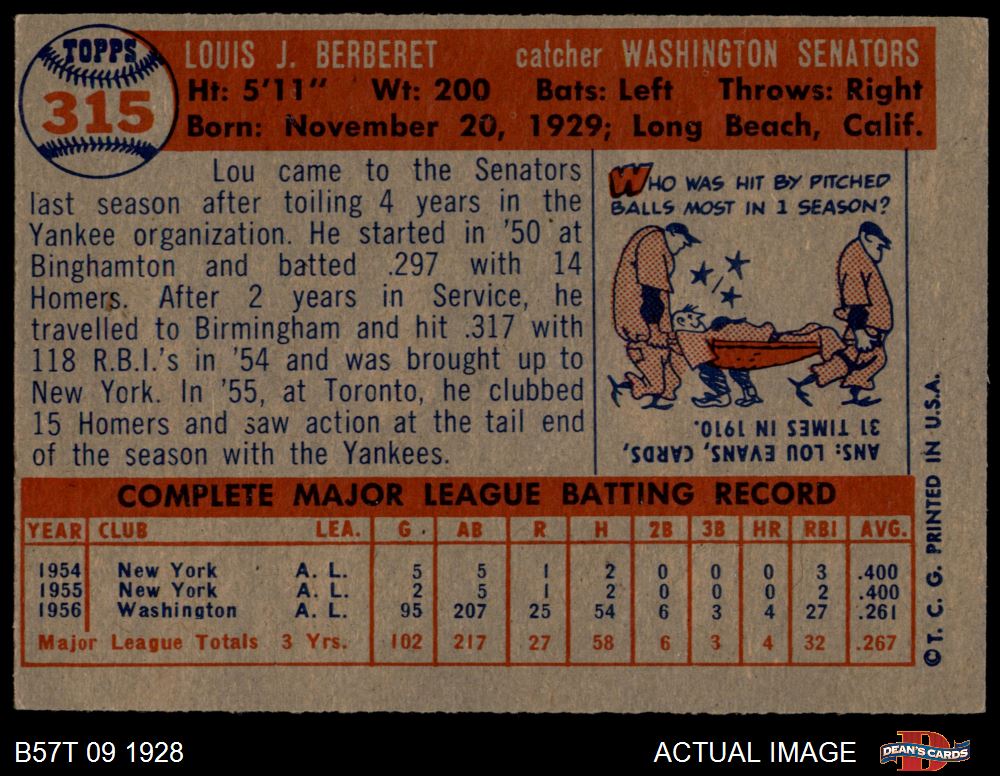 TOPPS
315
LOUIS J. BERBERET catcher WASHINGTON SENATORS
Ht: 5'11" Wt: 200 Bats: Left Throws: Right
Born: November 20, 1929; Long Beach, Calif.
Lou came to the Senators
last season after toiling 4 years in the
Yankee organization. He started in '50 at
Binghamton and batted .297 with 14
Homers. After 2 years in Service, he
travelled to Birmingham and hit .317 with
118 R.B.I.'s in '54 and was brought up to
New York. In '55, at Toronto, he clubbed
15 Homers and saw action at the tail end
of the season with the Yankees.
WHO WAS HIT BY PITCHED
BALLS MOST IN 1 SEASON?
ANS: LOU EVANS, CARDS,
31 TIMES IN 1910.
COMPLETE MAJOR LEAGUE BATTING RECORD
YEAR CLUB LEA. G AB R H 2B 3B HR RBI AVG.
1954 New York A. L. 5 5 1 2 0 0 0 3 .400
1955 New York A. L. 2 5 1 2 0 0 0 2 .400
1956 Washington A. L. 95 207 25 54 6 3 4 27 .261
Major League Totals 3 Yrs. 102 217 27 58 6 3 4 32 .267
©T. C. G. PRINTED IN U.S.A.
B57T 09 1928
ACTUAL IMAGE
D
DEAN'S CARDS